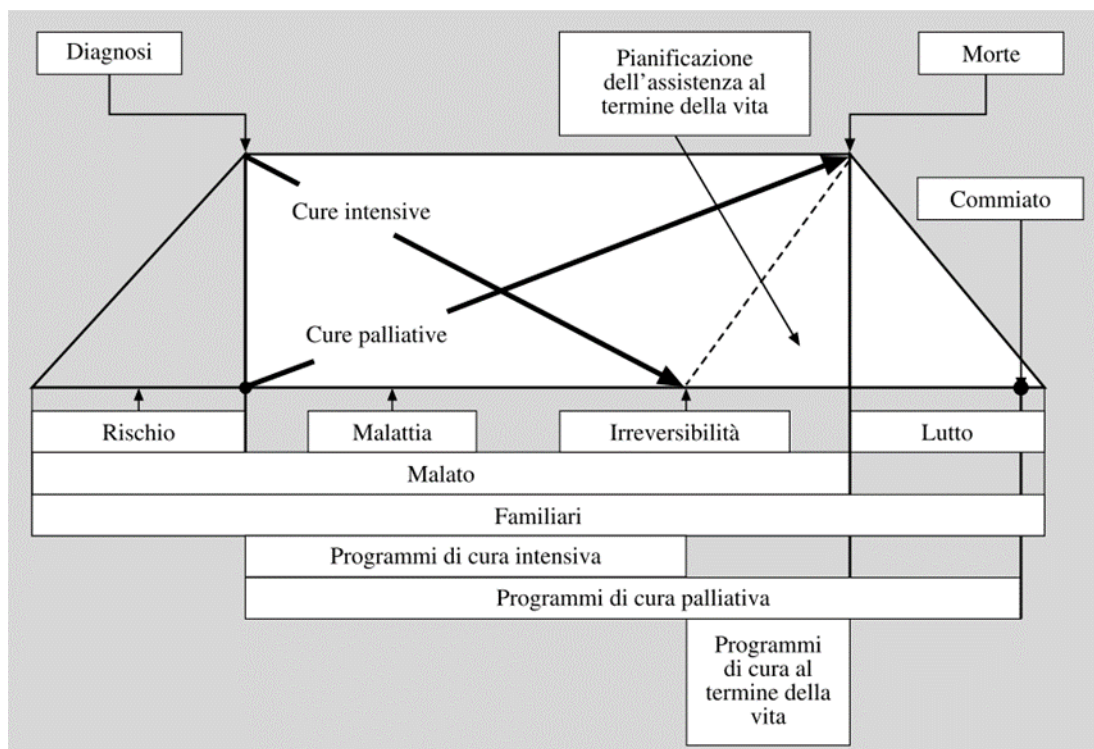 Diagnosi
Pianificazione
dell'assistenza al
termine della vita
Morte
Commiato
Cure intensive
Cure palliative
Rischio
Malattia
Irreversibilità
Lutto
Malato
Familiari
Programmi di cura intensiva
Programmi di cura palliativa
Programmi
di cura al
termine della
vita